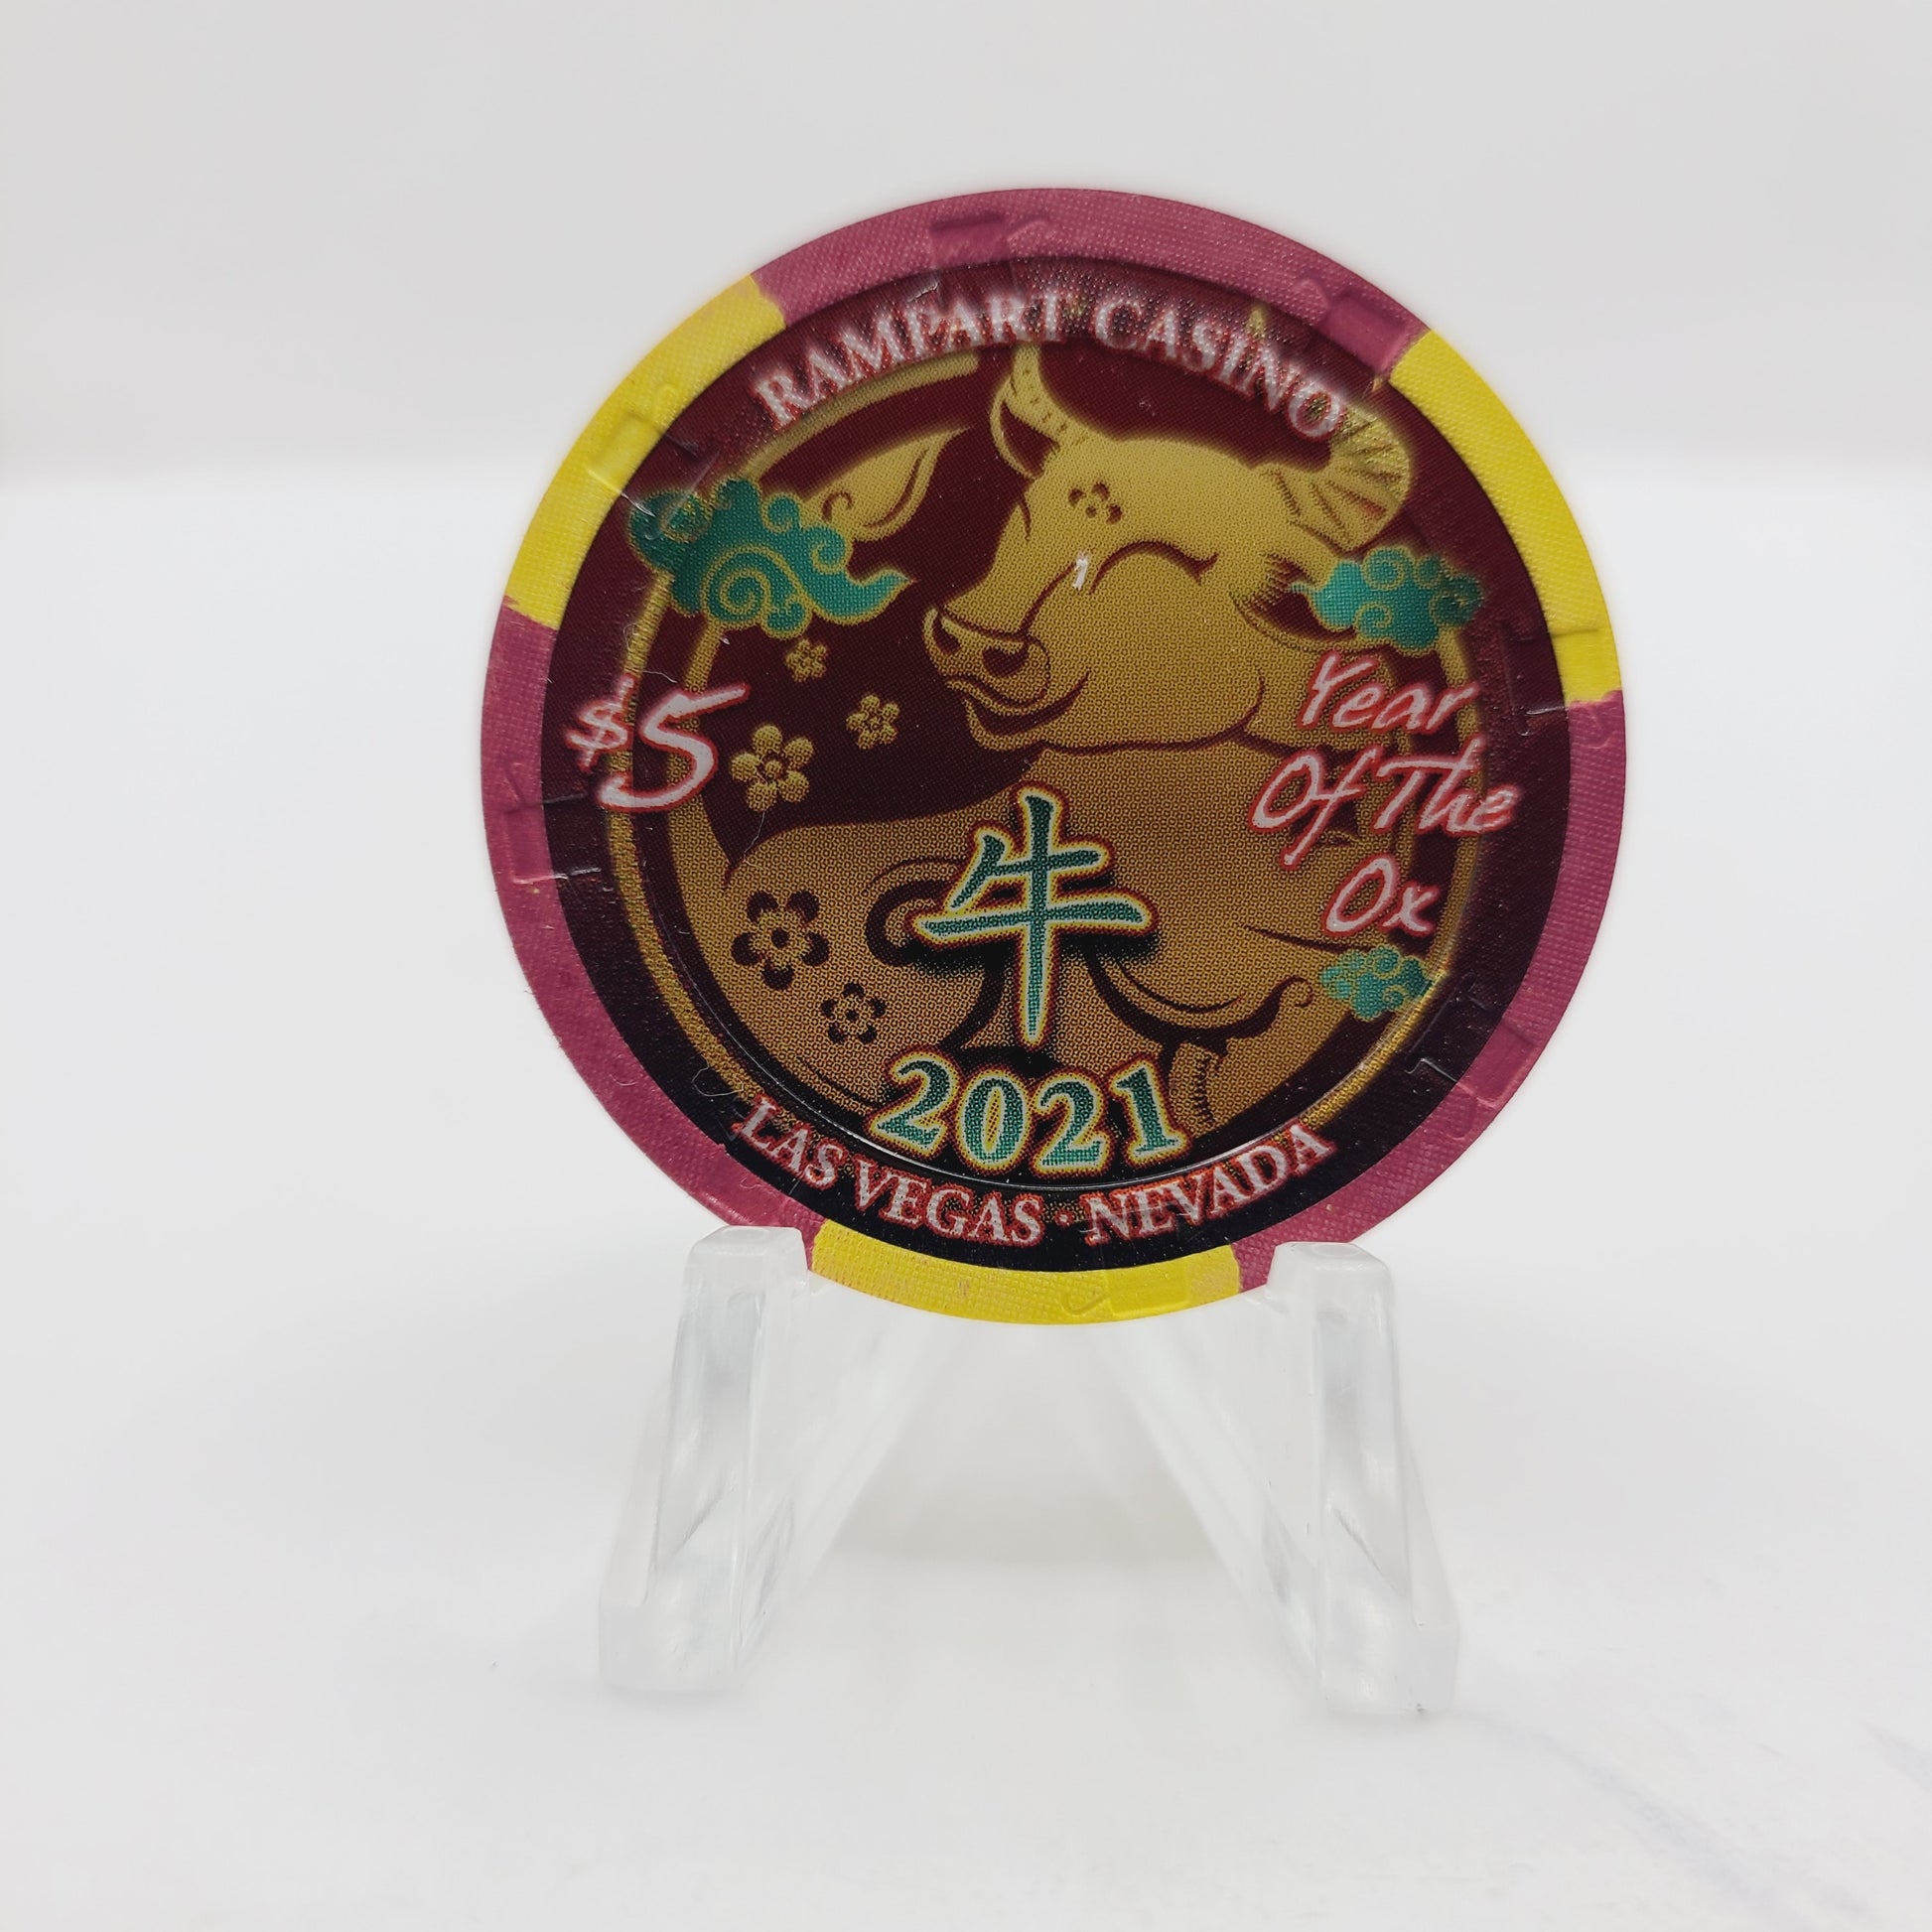 RAMPART CASINO
$5
Year
Of The
Ox
牛
2021
LAS VEGAS · NEVADA